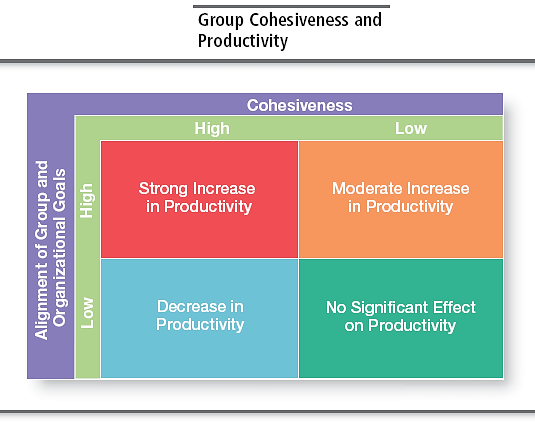 Group Cohesiveness and
Productivity
Cohesiveness
High
Low
Alignment of Group and
Organizational Goals
High
Strong Increase
in Productivity
Moderate Increase
in Productivity
Low
Decrease in
Productivity
No Significant Effect
on Productivity